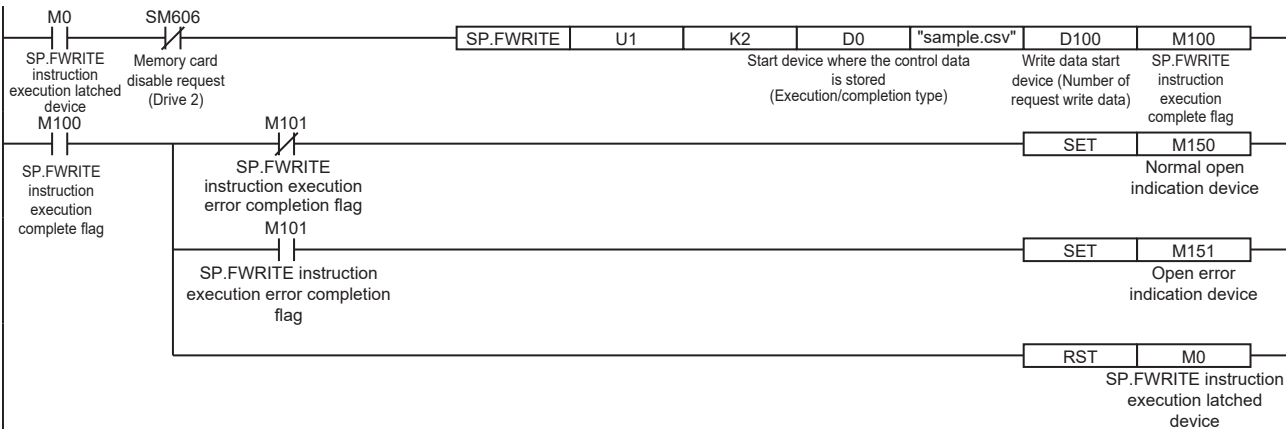 M0
SM606
SP.FWRITE U1 K2 D0 "sample.csv" D100 M100
SP.FWRITE
instruction
execution latched
device
Memory card
disable request
(Drive 2)
Start device where the control data
is stored
(Execution/completion type)
Write data start
device (Number of
request write data)
SP.FWRITE
instruction
execution
complete flag
M100
M101
SET M150
SP.FWRITE
instruction
execution
complete flag
SP.FWRITE
instruction execution
error completion flag
Normal open
indication device
M101
SET M151
SP.FWRITE instruction
execution error completion
flag
Open error
indication device
RST M0
SP.FWRITE instruction
execution latched
device